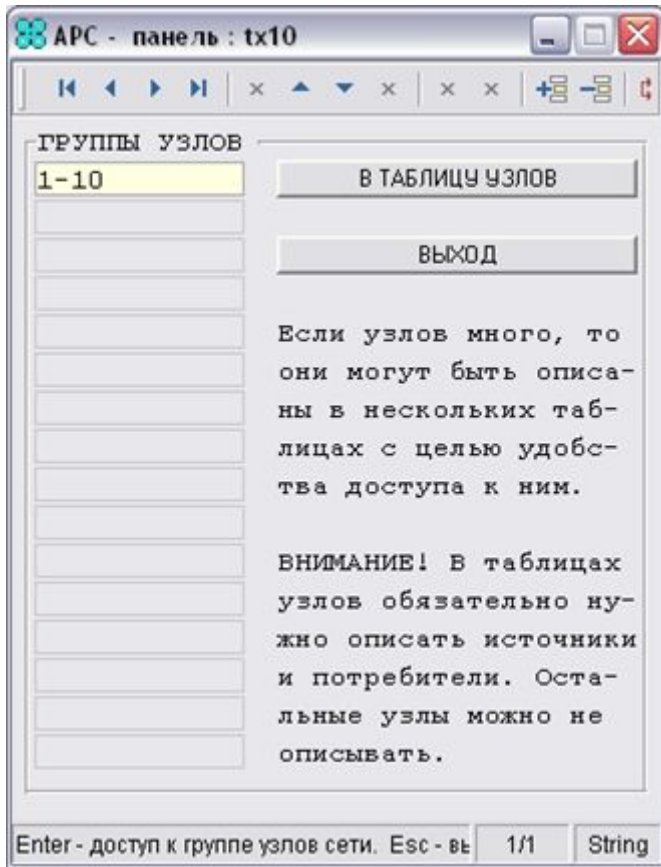 АРС - панель : tx10
ГРУППЫ УЗЛОВ
1-10
В ТАБЛИЦУ УЗЛОВ
ВЫХОД
Если узлов много, то
они могут быть описа-
ны в нескольких таб-
лицах с целью удобс-
тва доступа к ним.
ВНИМАНИЕ! В таблицах
узлов обязательно ну-
жно описать источники
и потребители. Оста-
льные узлы можно не
описывать.
Enter - доступ к группе узлов сети. Esc - вы
1/1
String